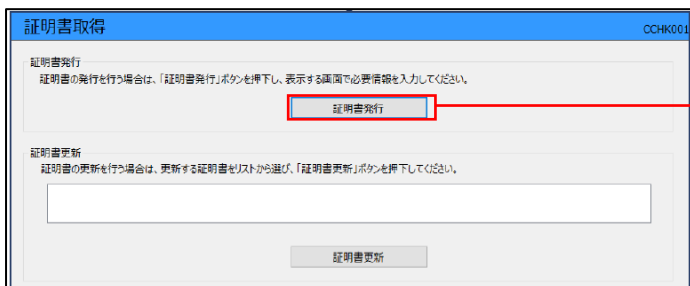 証明書取得
CCHK001
証明書発行
証明書の発行を行う場合は、「証明書発行」ボタンを押下し、表示する画面で必要情報を入力してください。
証明書発行
証明書更新
証明書の更新を行う場合は、更新する証明書をリストから選び、「証明書更新」ボタンを押下してください。
証明書更新